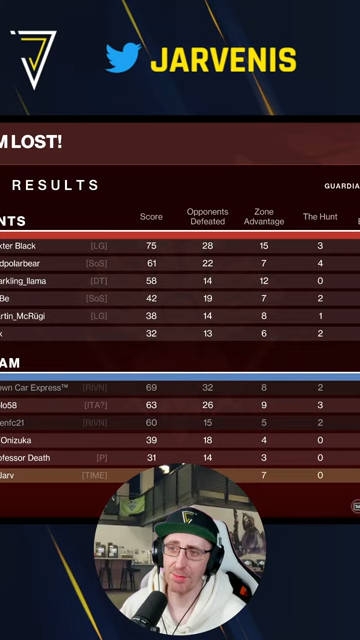 JARVENIS
M LOST!
RESULTS
GUARDIA
NTS Score Opponents Defeated Zone Advantage The Hunt
xter Black [LG] 75 28 15 3
dpolarbear [SoS] 61 22 7 4
arkling_llama [DT] 58 14 12 0
Be [SoS] 42 19 7 2
artin_McRügi [LG] 38 14 8 1
k 32 13 6 2
AM
own Car Express™ [RIVN] 69 32 8 2
olo58 [ITA?] 63 26 9 3
enfc21 [RIVN] 60 15 5 2
Onizuka 39 18 4 0
ofessor Death [P] 31 14 3 0
Jarv [TIME] 7 0